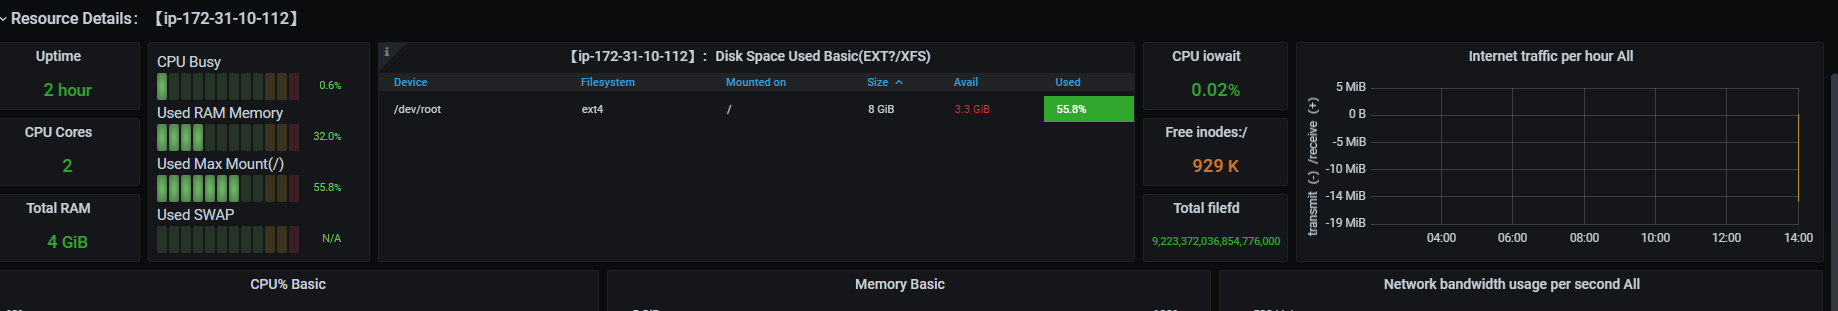 Resource Details: 【ip-172-31-10-112】
Uptime
2 hour
CPU Cores
2
Total RAM
4 GiB
CPU Busy
0.6%
Used RAM Memory
32.0%
Used Max Mount(/)
55.8%
Used SWAP
N/A
i
【ip-172-31-10-112】: Disk Space Used Basic(EXT?/XFS)
Device Filesystem Mounted on Size Avail Used
/dev/root ext4 / 8 GiB 3.3 GiB 55.8%
CPU iowait
0.02%
Free inodes:/
929 K
Total filefd
9,223,372,036,854,776,000
Internet traffic per hour All
transmit (-) /receive (+)
5 MiB
0 B
-5 MiB
-10 MiB
-14 MiB
-19 MiB
04:00 06:00 08:00 10:00 12:00 14:00
CPU% Basic
Memory Basic
Network bandwidth usage per second All